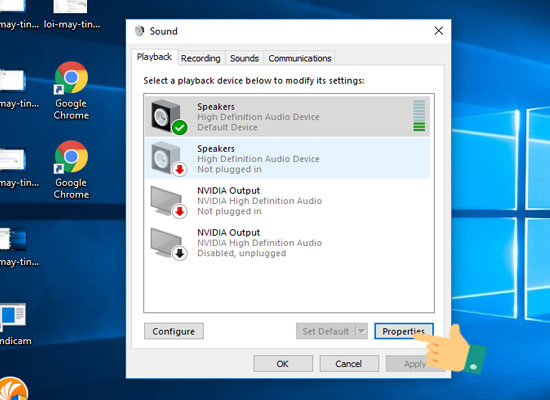 -may-tin...
loi-may-tin...
Google
Chrome
may-tin...
Google
Chrome
may-tin...
-may-tin...
ndicam
Sound
Playback
Recording
Sounds
Communications
Select a playback device below to modify its settings:
Speakers
High Definition Audio Device
Default Device
Speakers
High Definition Audio Device
Not plugged in
NVIDIA Output
NVIDIA High Definition Audio
Not plugged in
NVIDIA Output
NVIDIA High Definition Audio
Disabled, unplugged
Configure
Set Default
Properties
OK
Cancel
Apply